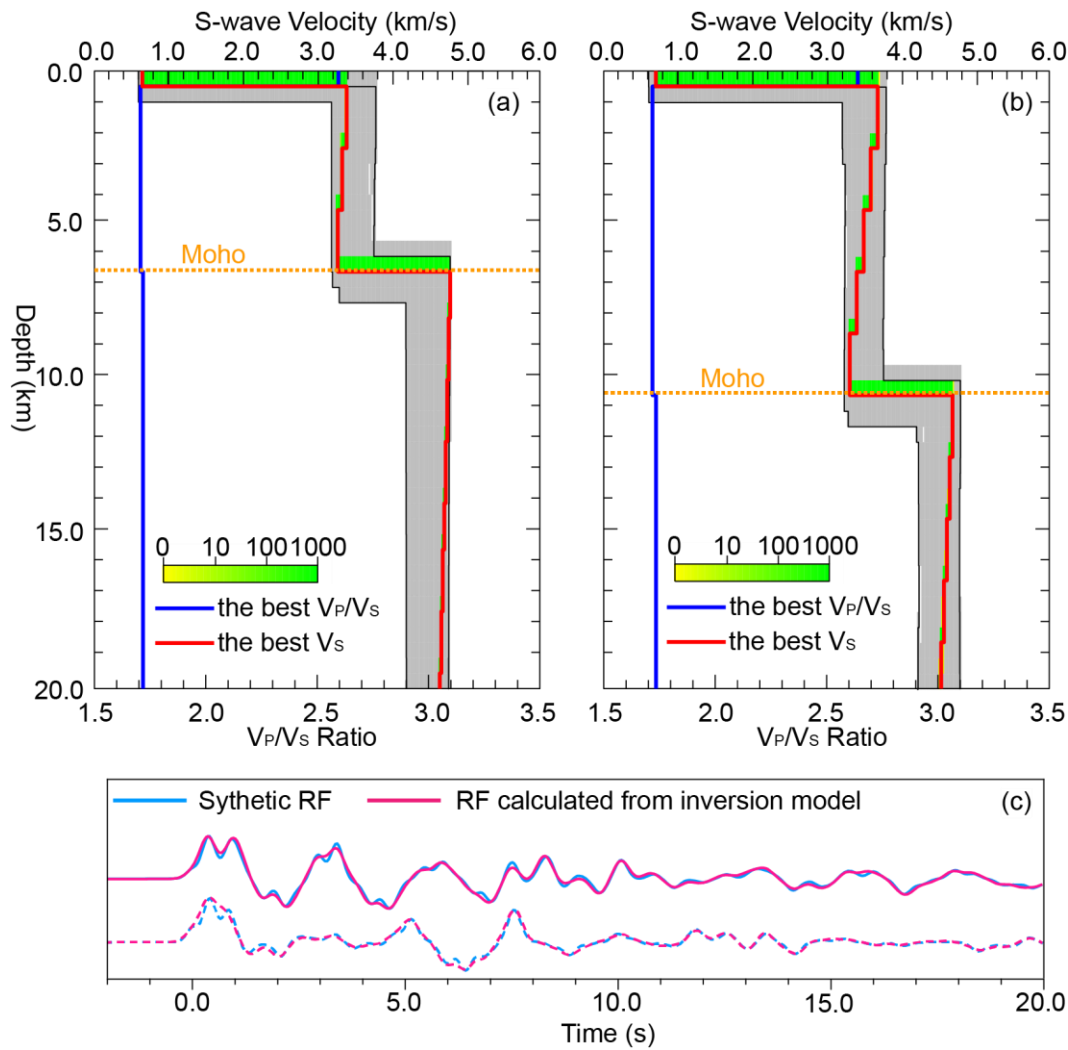 S-wave Velocity (km/s) S-wave Velocity (km/s)
0.0 1.0 2.0 3.0 4.0 5.0 6.0 0.0 1.0 2.0 3.0 4.0 5.0 6.0
0.0 (a) (b)
5.0
Moho
10.0 Moho
Depth (km)
15.0
0 10 1001000 0 10 1001000
the best VP/VS the best VP/VS
the best VS the best VS
20.0
1.5 2.0 2.5 3.0 3.5 1.5 2.0 2.5 3.0 3.5
VP/VS Ratio VP/VS Ratio
Sythetic RF RF calculated from inversion model (c)
0.0 5.0 10.0 15.0 20.0
Time (s)